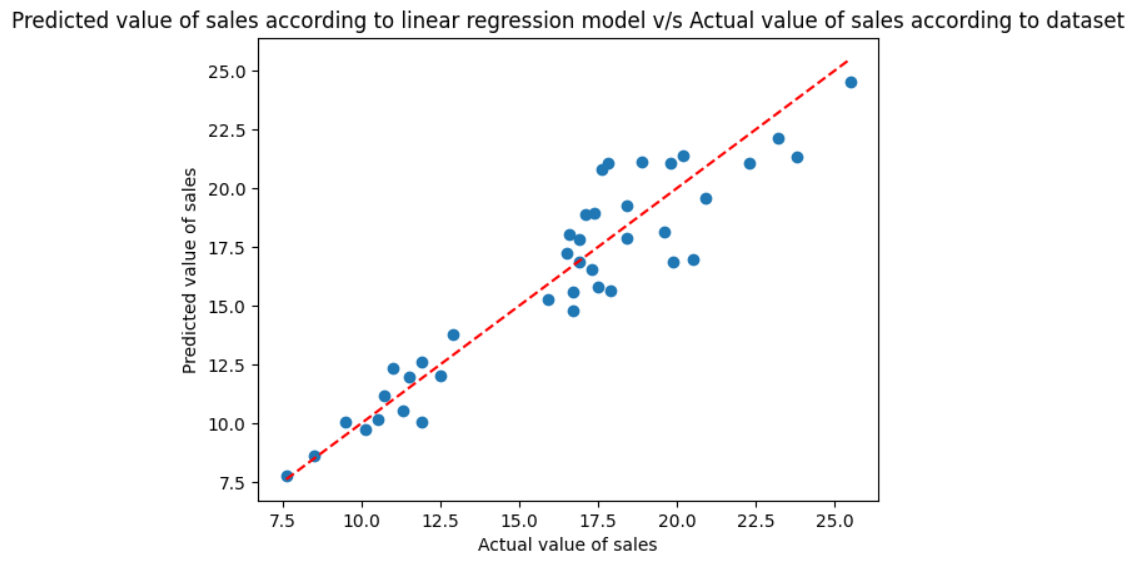 Predicted value of sales according to linear regression model v/s Actual value of sales according to dataset
25.0
22.5
20.0
17.5
15.0
12.5
10.0
7.5
Predicted value of sales
7.5 10.0 12.5 15.0 17.5 20.0 22.5 25.0
Actual value of sales